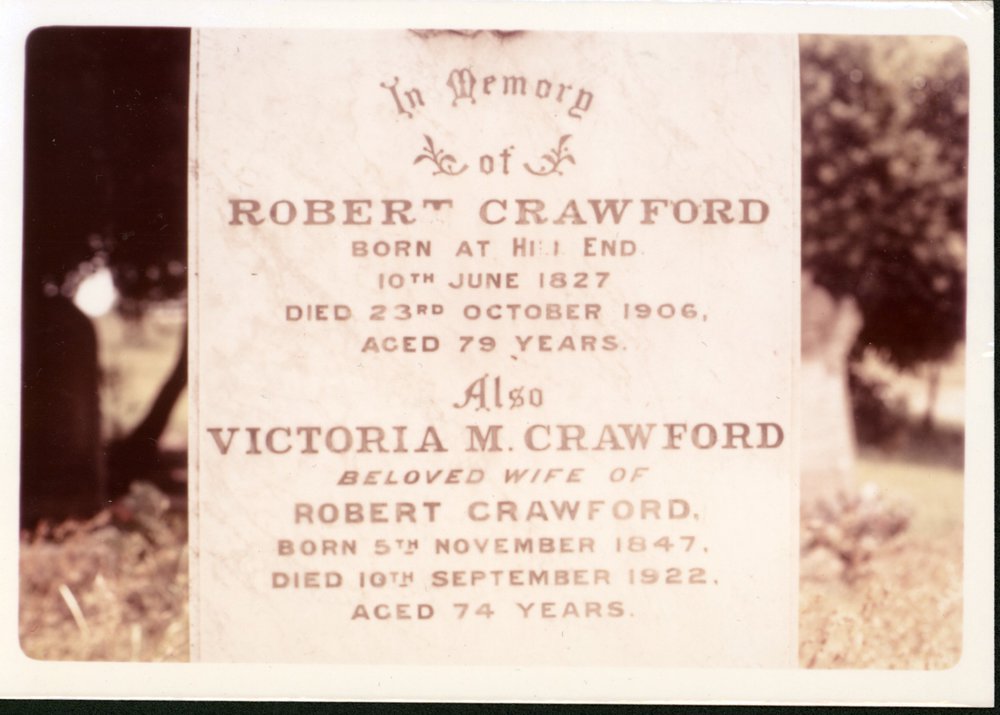 In Memory
of
ROBERT CRAWFORD
BORN AT HILL END.
10TH JUNE 1827
DIED 23RD OCTOBER 1906,
AGED 79 YEARS.
Also
VICTORIA M. CRAWFORD
BELOVED WIFE OF
ROBERT CRAWFORD.
BORN 5TH NOVEMBER 1847.
DIED 10TH SEPTEMBER 1922.
AGED 74 YEARS.